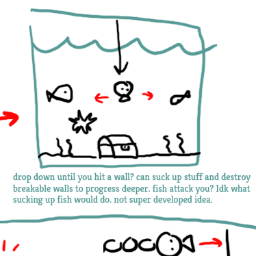 drop down until you hit a wall? can suck up stuff and destroy
breakable walls to progress deeper. fish attack you? Idk what
sucking up fish would do. not super developed idea.